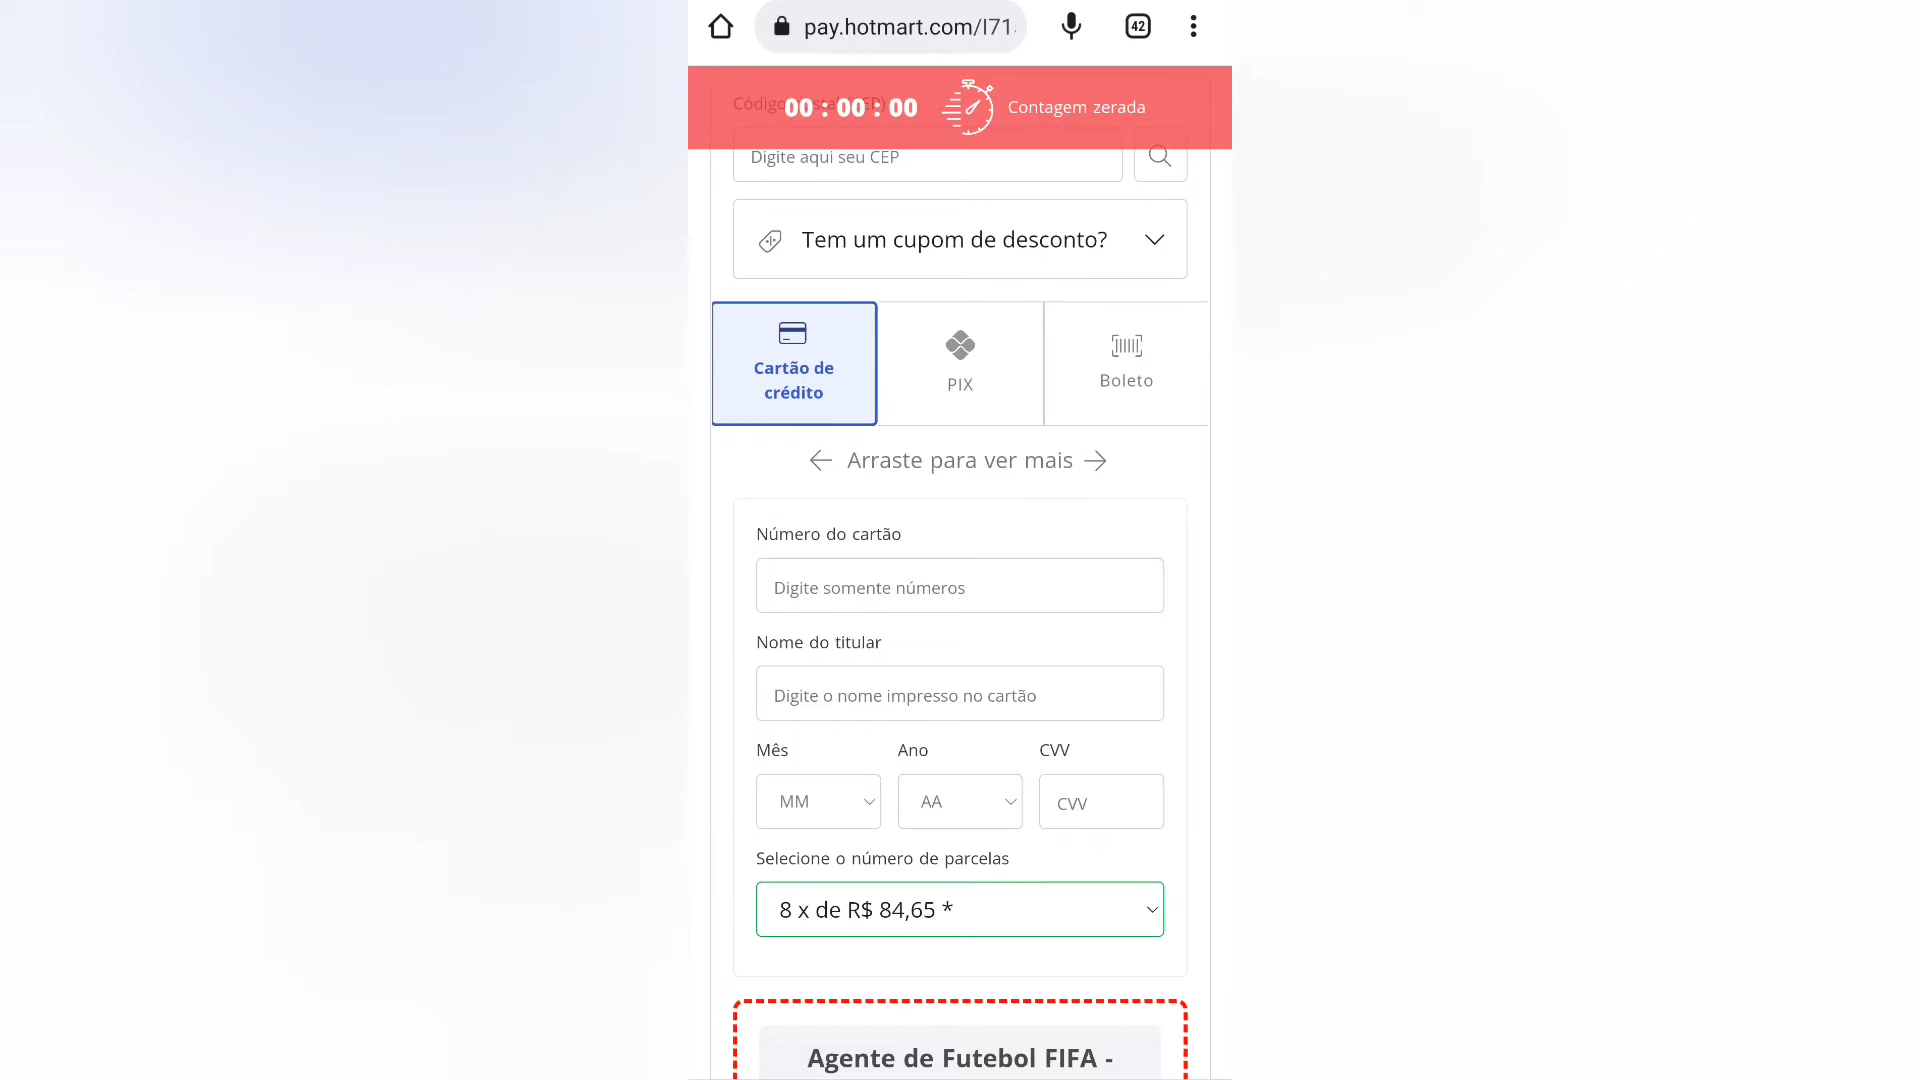 pay.hotmart.com/I71
42
00 : 00 : 00
Contagem zerada
Digite aqui seu CEP
Tem um cupom de desconto?
Cartão de
crédito
PIX
Boleto
Arraste para ver mais
Número do cartão
Digite somente números
Nome do titular
Digite o nome impresso no cartão
Mês
Ano
CVV
MM
AA
CVV
Selecione o número de parcelas
8 x de R$ 84,65 *
Agente de Futebol FIFA -